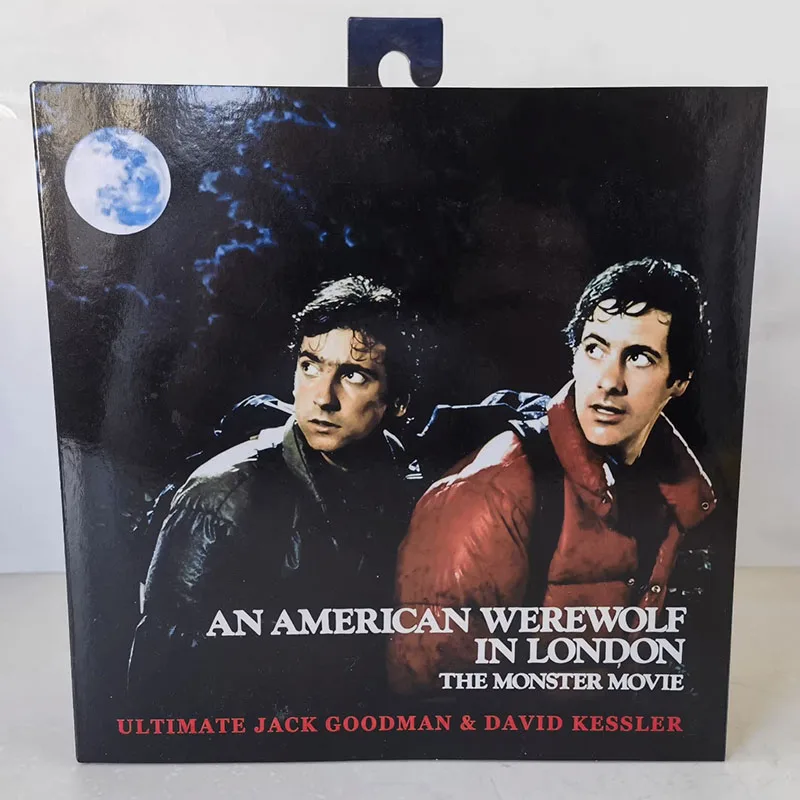 AN AMERICAN WEREWOLF
IN LONDON
THE MONSTER MOVIE
ULTIMATE JACK GOODMAN & DAVID KESSLER